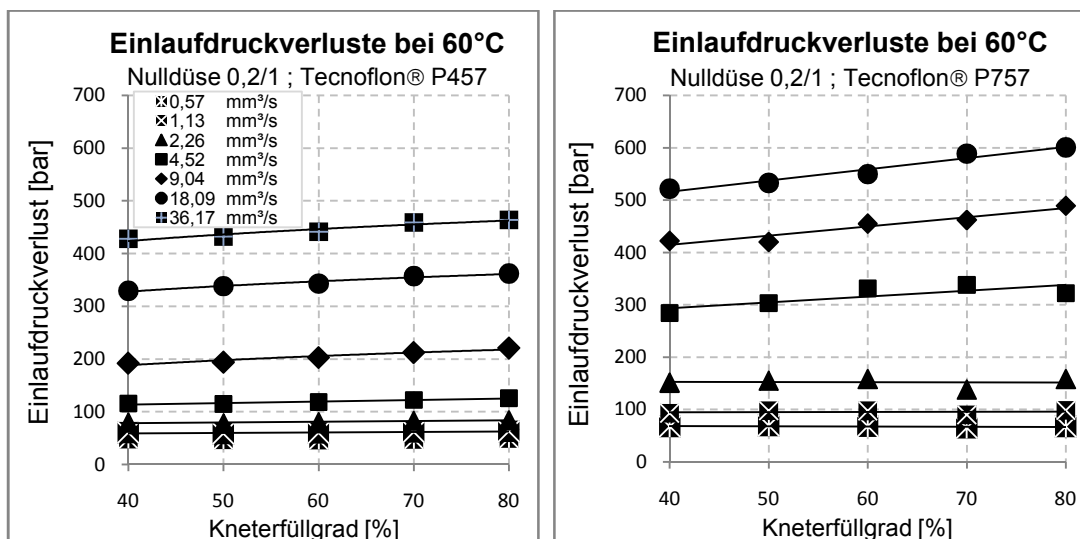 Einlaufdruckverluste bei 60°C
Nulldüse 0,2/1 ; Tecnoflon® P457
Einlaufdruckverlust [bar]
700
600
500
400
300
200
100
0
0,57 mm³/s
1,13 mm³/s
2,26 mm³/s
4,52 mm³/s
9,04 mm³/s
18,09 mm³/s
36,17 mm³/s
40 50 60 70 80
Kneterfüllgrad [%]
Einlaufdruckverluste bei 60°C
Nulldüse 0,2/1 ; Tecnoflon® P757
Einlaufdruckverlust [bar]
700
600
500
400
300
200
100
0
40 50 60 70 80
Kneterfüllgrad [%]